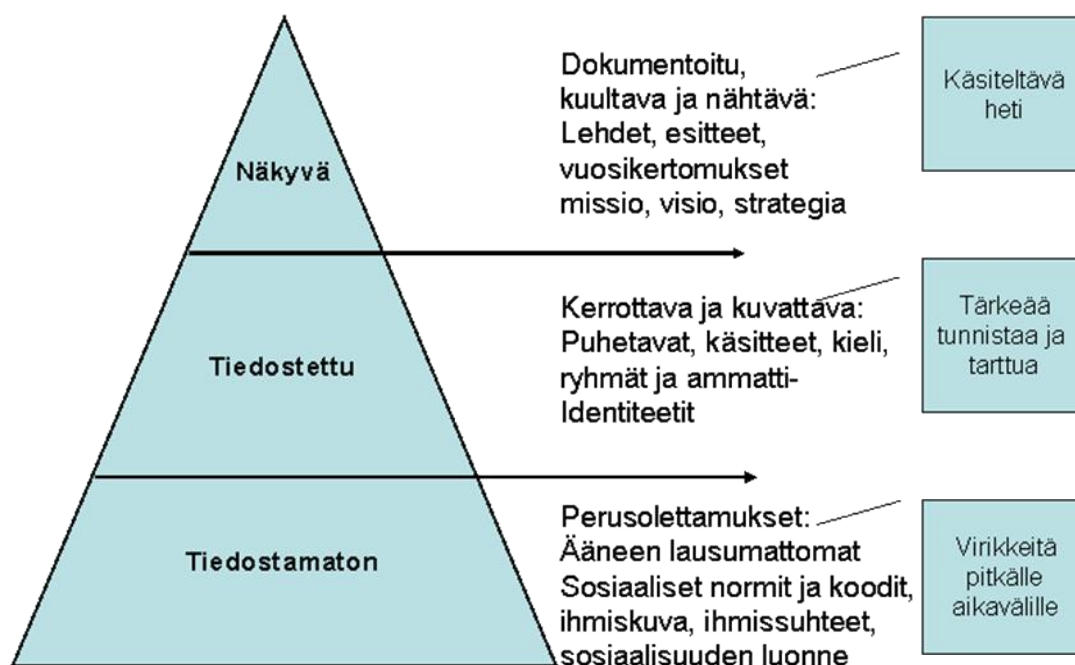 Näkyvä
Dokumentoitu,
kuultava ja nähtävä:
Lehdet, esitteet,
vuosikertomukset
missio, visio, strategia
Käsiteltävä
heti
Tiedostettu
Kerrottava ja kuvattava:
Puhetavat, käsitteet, kieli,
ryhmät ja ammatti-
Identiteetit
Tärkeää
tunnistaa ja
tarttua
Tiedostamaton
Perusolettamukset:
Ääneen lausumattomat
Sosiaaliset normit ja koodit,
ihmiskuva, ihmissuhteet,
sosiaalisuuden luonne
Virikkeitä
pitkälle
aikavälille